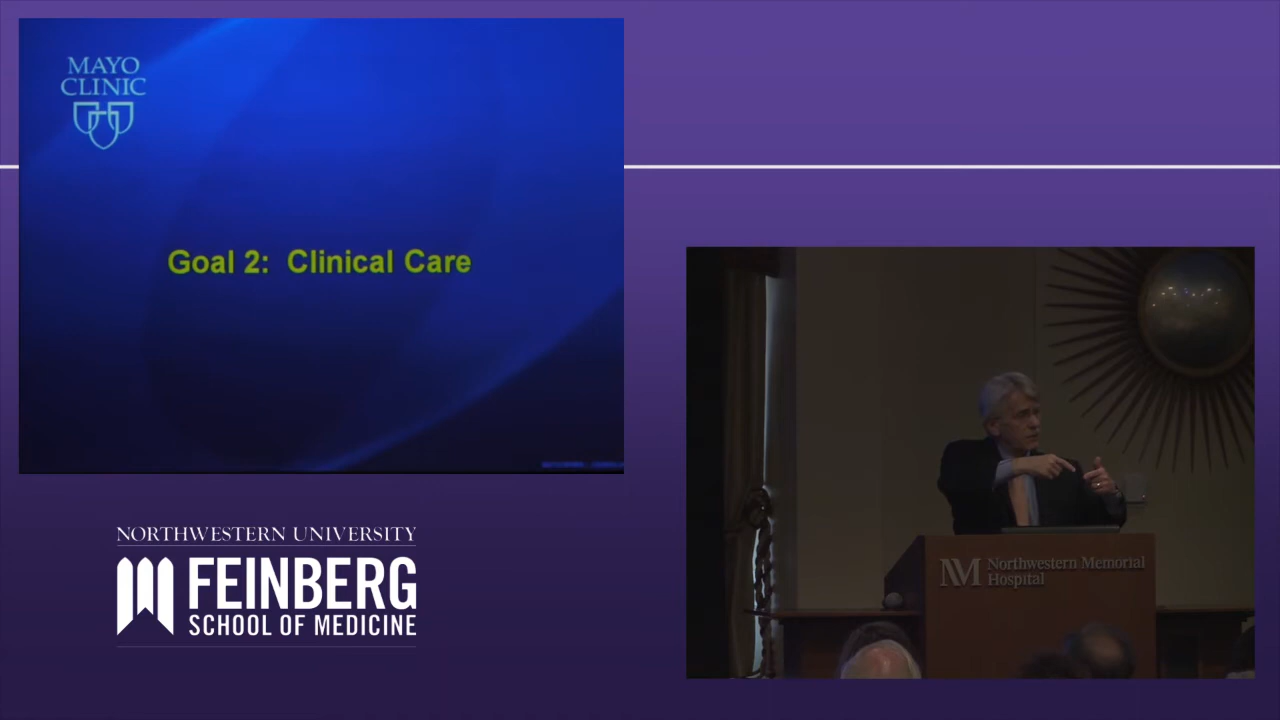 MAYO
CLINIC
Goal 2: Clinical Care
NORTHWESTERN UNIVERSITY
FEINBERG
SCHOOL OF MEDICINE
NM Northwestern Memorial
Hospital